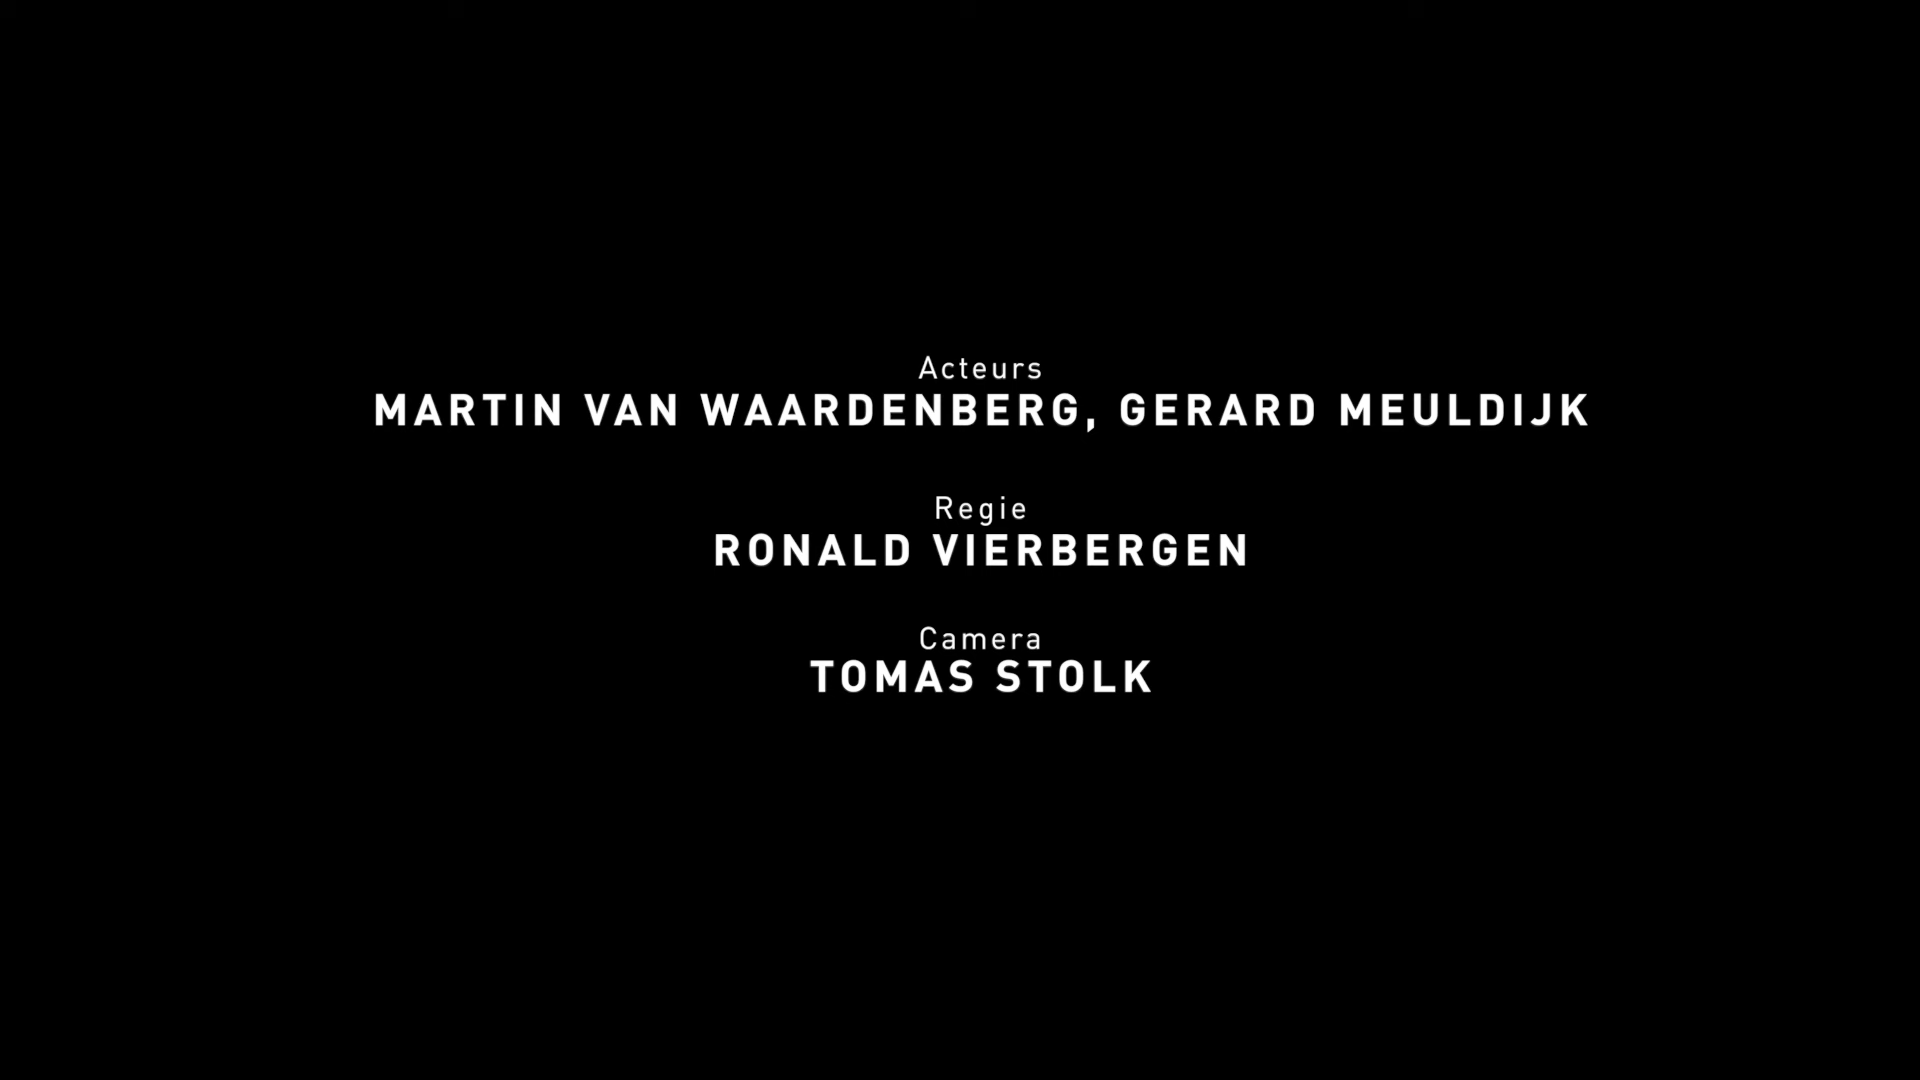 Acteurs
MARTIN VAN WAARDENBERG, GERARD MEULDIJK
Regie
RONALD VIERBERGEN
Camera
TOMAS STOLK